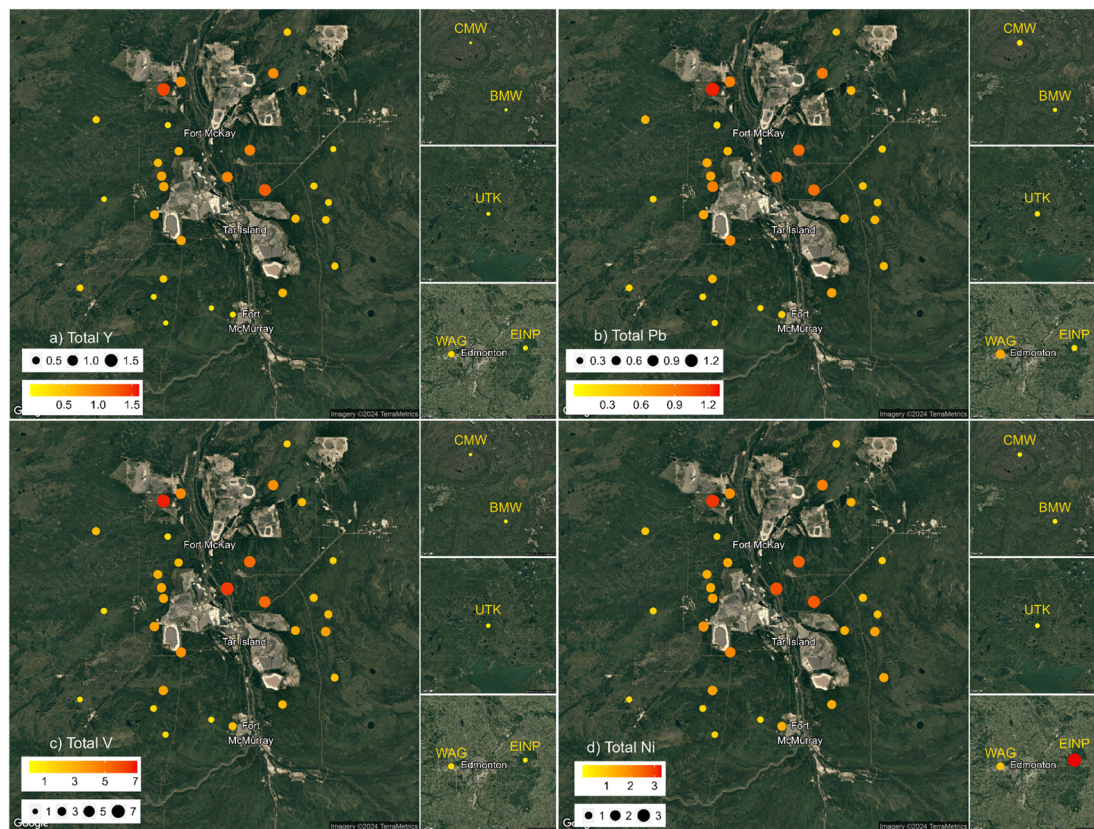 CMW
BMW
Fort McKay
UTK
Tar Island
Fort
McMurray
a) Total Y
0.5 1.0 1.5
0.5 1.0 1.5
WAG
Edmonton
EINP
Google
Imagery ©2024 TerraMetrics
CMW
BMW
Fort McKay
UTK
Tar Island
Fort
McMurray
b) Total Pb
0.3 0.6 0.9 1.2
0.3 0.6 0.9 1.2
WAG
Edmonton
EINP
Google
Imagery ©2024 TerraMetrics
CMW
BMW
Fort McKay
UTK
Tar Island
Fort
McMurray
c) Total V
1 3 5 7
1 3 5 7
WAG
Edmonton
EINP
Google
Imagery ©2024 TerraMetrics
CMW
BMW
Fort McKay
UTK
Tar Island
Fort
McMurray
d) Total Ni
1 2 3
1 2 3
WAG
Edmonton
EINP
Google
Imagery ©2024 TerraMetrics